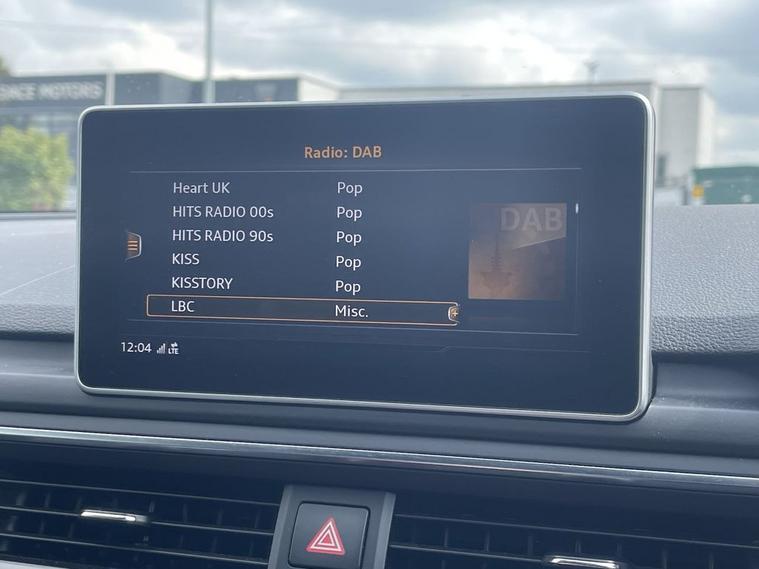 MOTORS
Radio: DAB
Heart UK Pop
HITS RADIO 00s Pop
HITS RADIO 90s Pop
KISS Pop
KISSTORY Pop
LBC Misc.
DAB
12:04 LTE